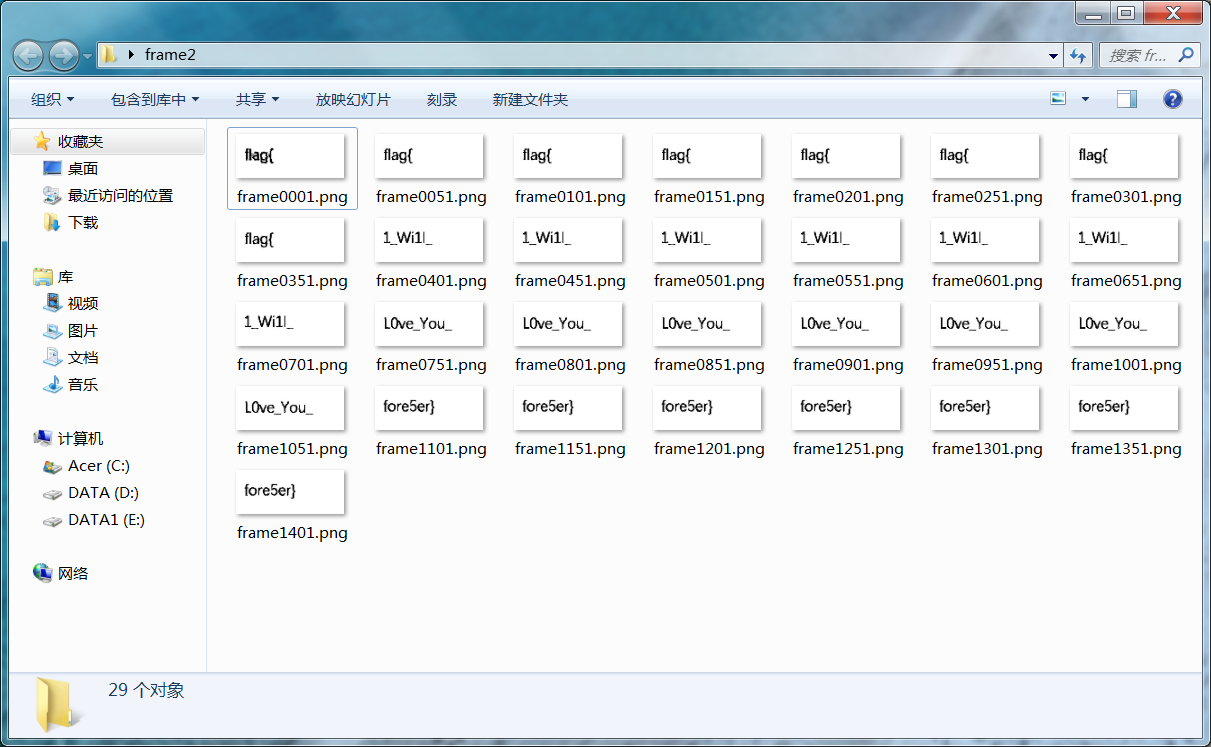 frame2
搜索 fr...
组织 包含到库中 共享 放映幻灯片 刻录 新建文件夹
收藏夹
桌面
最近访问的位置
下载
库
视频
图片
文档
音乐
计算机
Acer (C:)
DATA (D:)
DATA1 (E:)
网络
flag{ flag{ flag{ flag{ flag{ flag{ flag{
frame0001.png frame0051.png frame0101.png frame0151.png frame0201.png frame0251.png frame0301.png
flag{ 1_Wi1l_ 1_Wi1l_ 1_Wi1l_ 1_Wi1l_ 1_Wi1l_ 1_Wi1l_
frame0351.png frame0401.png frame0451.png frame0501.png frame0551.png frame0601.png frame0651.png
1_Wi1l_ L0ve_You_ L0ve_You_ L0ve_You_ L0ve_You_ L0ve_You_ L0ve_You_
frame0701.png frame0751.png frame0801.png frame0851.png frame0901.png frame0951.png frame1001.png
L0ve_You_ fore5er} fore5er} fore5er} fore5er} fore5er} fore5er}
frame1051.png frame1101.png frame1151.png frame1201.png frame1251.png frame1301.png frame1351.png
fore5er}
frame1401.png
29 个对象